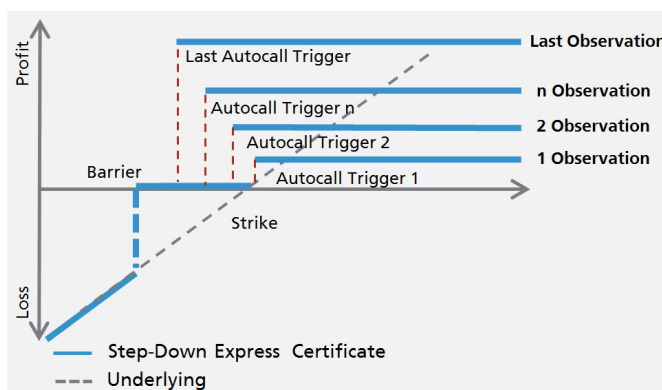 Profit
Last Observation
Last Autocall Trigger
n Observation
Autocall Trigger n
2 Observation
Autocall Trigger 2
1 Observation
Barrier
Autocall Trigger 1
Strike
Loss
Step-Down Express Certificate
Underlying